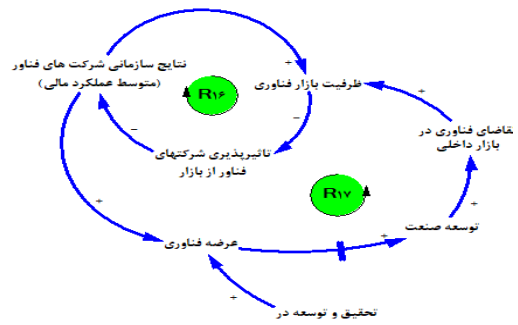 نتایج سازمانی شرکت های فناور
(متوسط عملکرد مالی)
ظرفیت بازار فناوری
R۱۶
تاثیرپذیری شرکتهای
فناور از بازار
تقاضای فناوری در
بازار داخلی
R۱۷
توسعه صنعت
عرضه فناوری
تحقیق و توسعه در
+
+
+
+
+
+
+
−
−